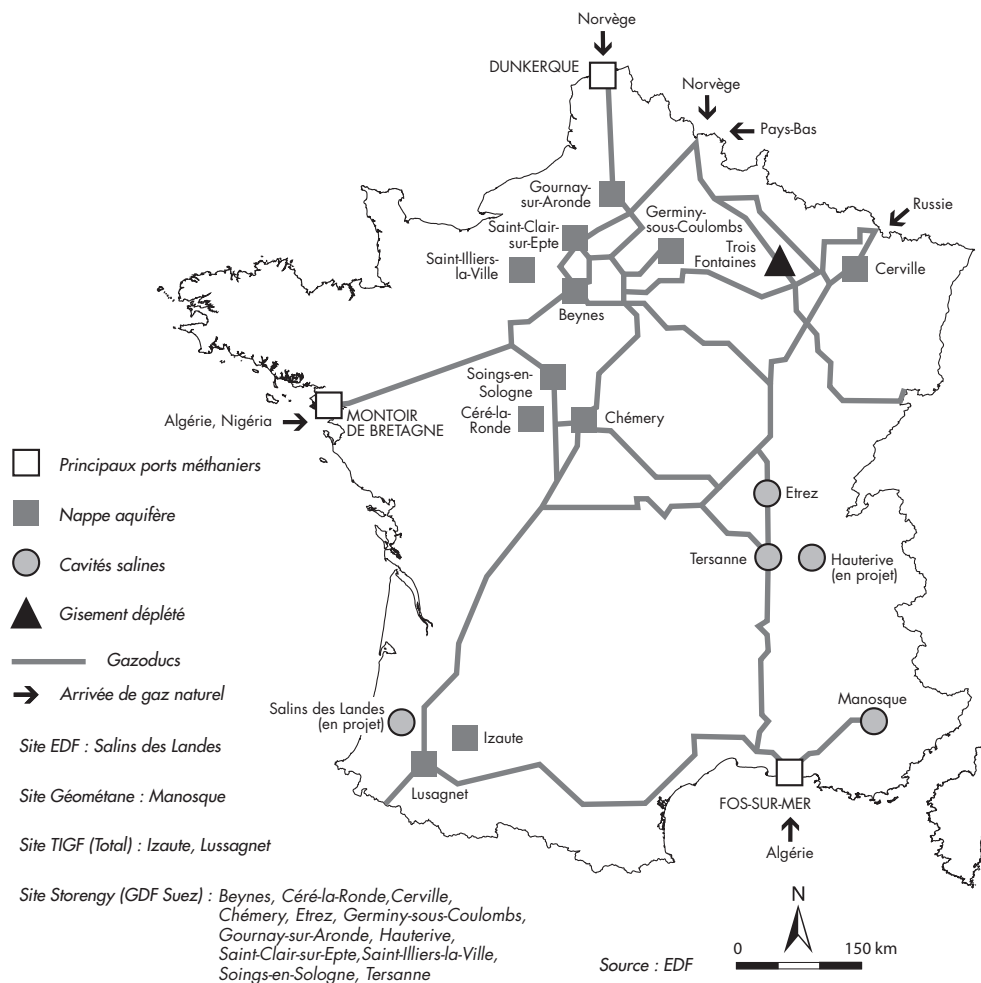 Norvège
DUNKERQUE
Norvège
Pays-Bas
Gournay-
sur-Aronde
Russie
Saint-Clair-
sur-Epte
Germiny-
sous-Coulombs
Saint-Illiers-
la-Ville
Trois
Fontaines
Cerville
Beynes
Soings-en-
Sologne
Algérie, Nigéria
MONTOIR
DE BRETAGNE
Céré-la-
Ronde
Chémery
Principaux ports méthaniers
Nappe aquifère
Etrez
Cavités salines
Tersanne
Hauterive
(en projet)
Gisement déplété
Gazoducs
Arrivée de gaz naturel
Salins des Landes
(en projet)
Izaute
Manosque
Site EDF : Salins des Landes
Lusagnet
Site Géométane : Manosque
FOS-SUR-MER
Site TIGF (Total) : Izaute, Lussagnet
Algérie
Site Storengy (GDF Suez) : Beynes, Céré-la-Ronde,Cerville,
Chémery, Etrez, Germiny-sous-Coulombs,
Gournay-sur-Aronde, Hauterive,
Saint-Clair-sur-Epte,Saint-Illiers-la-Ville,
Soings-en-Sologne, Tersanne
N
0 150 km
Source : EDF